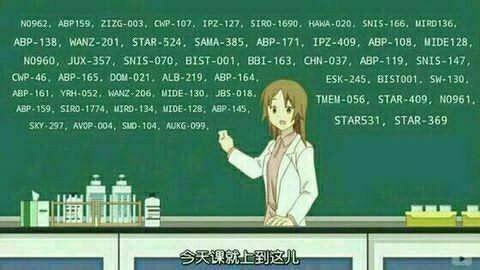 NO962, ABP159, ZIZG-003, CWP-107, IPZ-127, SIRO-1690, HAWA-020, SNIS-166, MIRD136,
ABP-138, WANZ-201, STAR-524, SAMA-385, ABP-171, IPZ-409, ABP-108, MIDE128,
NO960, JUX-357, SNIS-070, BIST-001, BBI-163, CHN-037, ABP-119, SNIS-147,
CWP-46, ABP-165, DOM-021, ALB-219, ABP-164,
ABP-161, YRH-052, WANZ-206, MIDE-130, JBS-018,
ABP-159, SIRO-1774, MIRD-134, MIDE-128, ABP-145,
SKY-297, AVOP-004, SMD-104, AUKG-099,
ESK-245, BIST001, SW-130,
TMEM-056, STAR-409, NO961,
STAR531, STAR-369
今天课就上到这儿